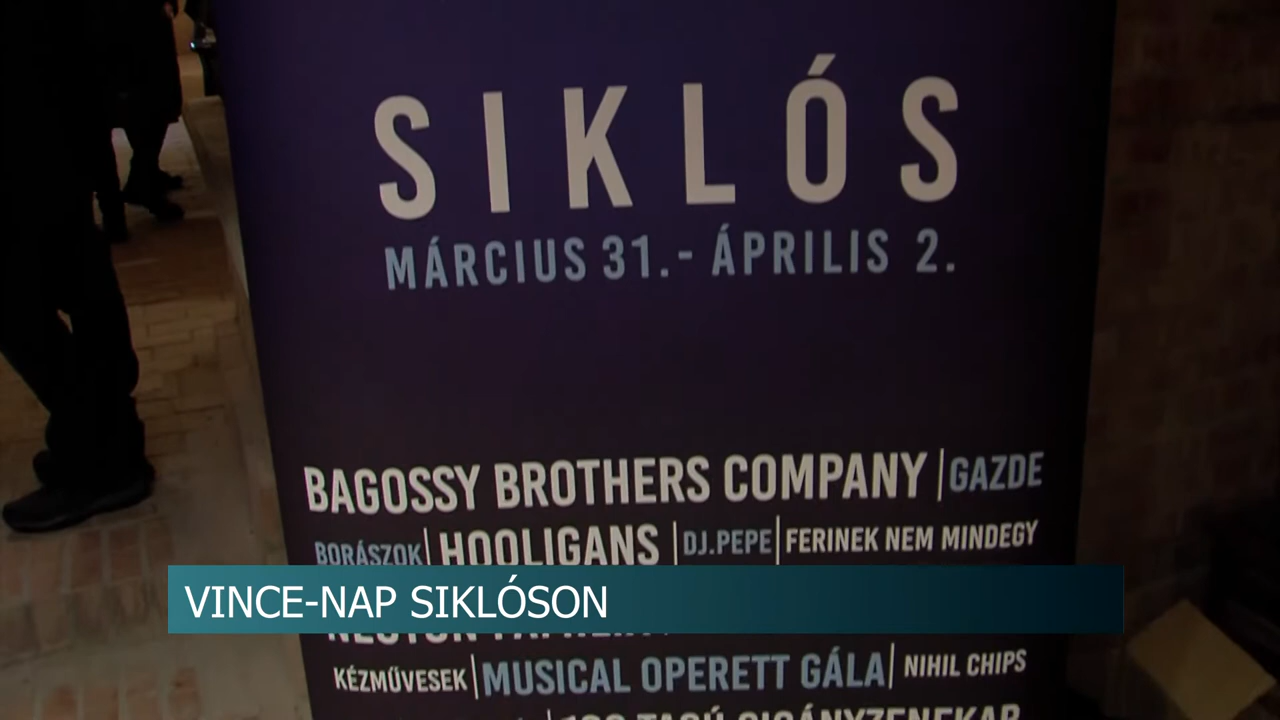 SIKLÓS
MÁRCIUS 31.- ÁPRILIS 2.
BAGOSSY BROTHERS COMPANY | GAZDE
BORÁSZOK | HOOLIGANS | DJ.PEPE | FERINEK NEM MINDEGY
VINCE-NAP SIKLÓSON
KÉZMŰVESEK | MUSICAL OPERETT GÁLA | NIHIL CHIPS